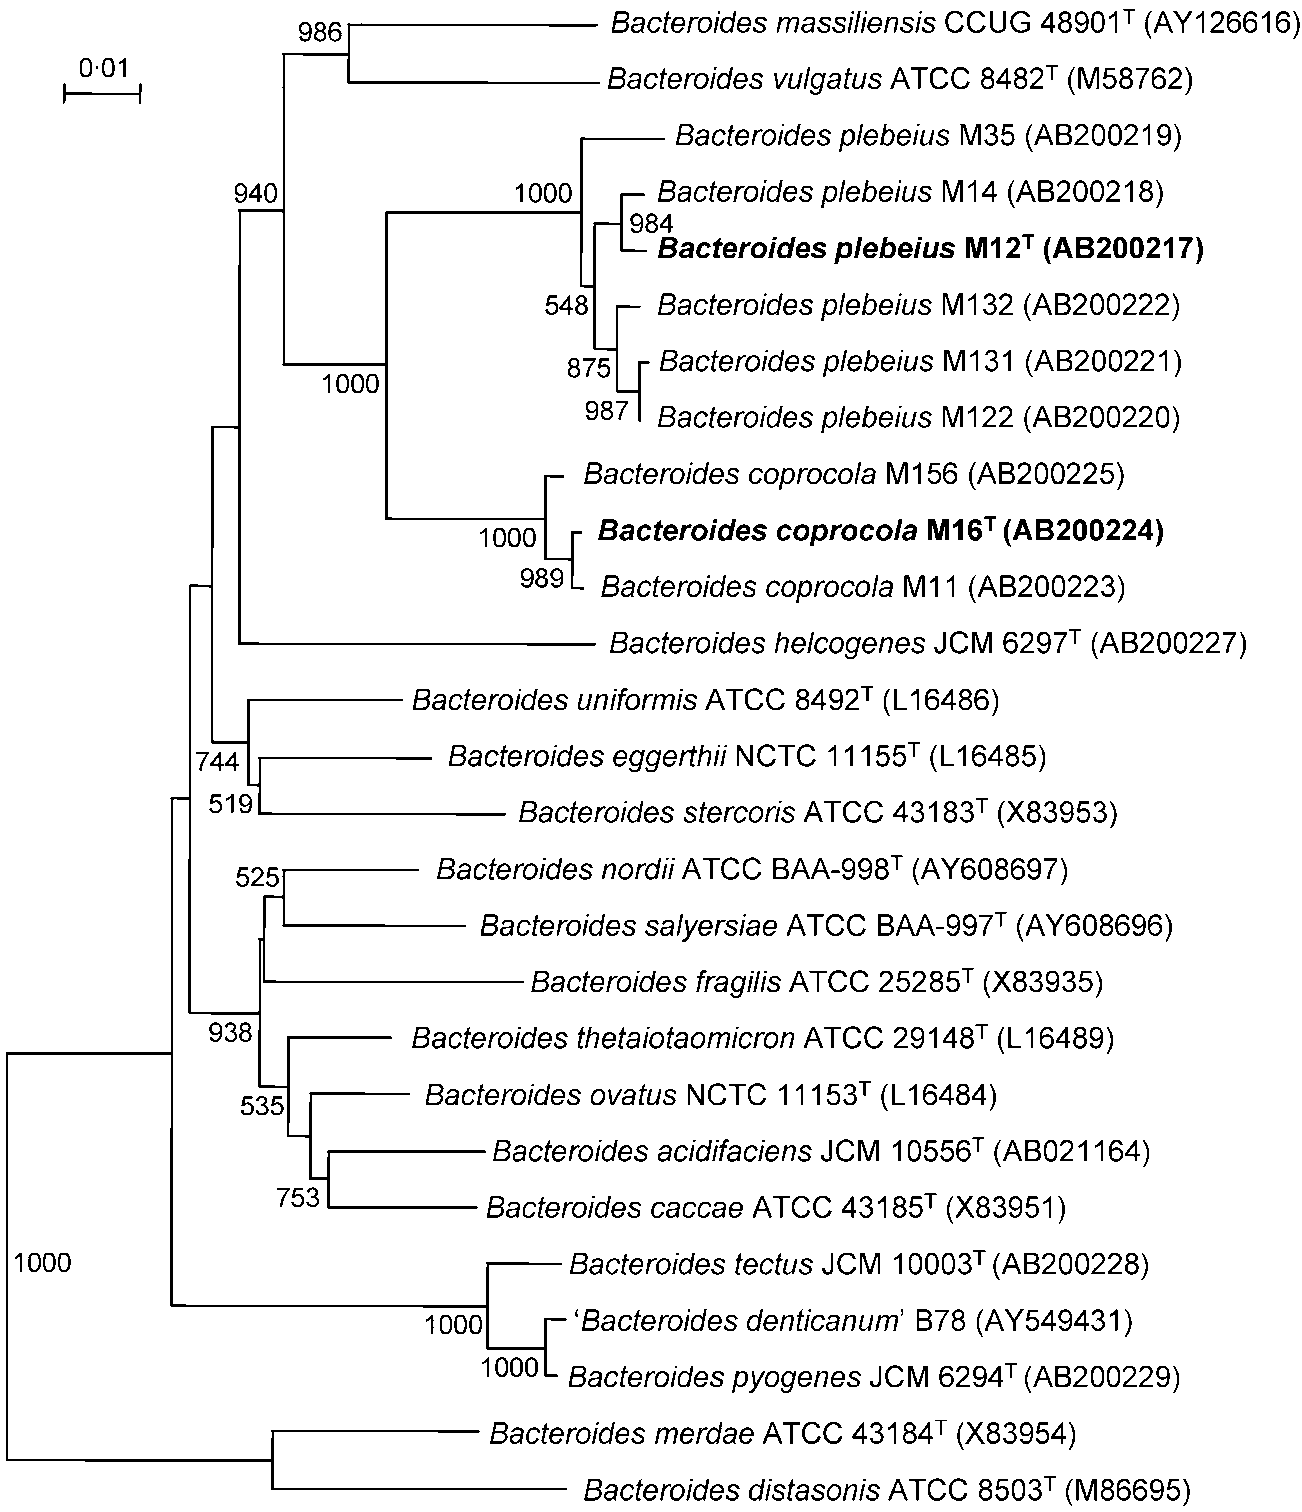 986
Bacteroides massiliensis CCUG 48901ᵀ (AY126616)
0·01
Bacteroides vulgatus ATCC 8482ᵀ (M58762)
Bacteroides plebeius M35 (AB200219)
940
1000
Bacteroides plebeius M14 (AB200218)
984
Bacteroides plebeius M12ᵀ (AB200217)
548
Bacteroides plebeius M132 (AB200222)
875
Bacteroides plebeius M131 (AB200221)
1000
987
Bacteroides plebeius M122 (AB200220)
Bacteroides coprocola M156 (AB200225)
1000
Bacteroides coprocola M16ᵀ (AB200224)
989
Bacteroides coprocola M11 (AB200223)
Bacteroides helcogenes JCM 6297ᵀ (AB200227)
Bacteroides uniformis ATCC 8492ᵀ (L16486)
744
Bacteroides eggerthii NCTC 11155ᵀ (L16485)
519
Bacteroides stercoris ATCC 43183ᵀ (X83953)
525
Bacteroides nordii ATCC BAA-998ᵀ (AY608697)
Bacteroides salyersiae ATCC BAA-997ᵀ (AY608696)
Bacteroides fragilis ATCC 25285ᵀ (X83935)
938
Bacteroides thetaiotaomicron ATCC 29148ᵀ (L16489)
535
Bacteroides ovatus NCTC 11153ᵀ (L16484)
Bacteroides acidifaciens JCM 10556ᵀ (AB021164)
753
Bacteroides caccae ATCC 43185ᵀ (X83951)
1000
Bacteroides tectus JCM 10003ᵀ (AB200228)
1000
‘Bacteroides denticanum’ B78 (AY549431)
1000
Bacteroides pyogenes JCM 6294ᵀ (AB200229)
Bacteroides merdae ATCC 43184ᵀ (X83954)
Bacteroides distasonis ATCC 8503ᵀ (M86695)